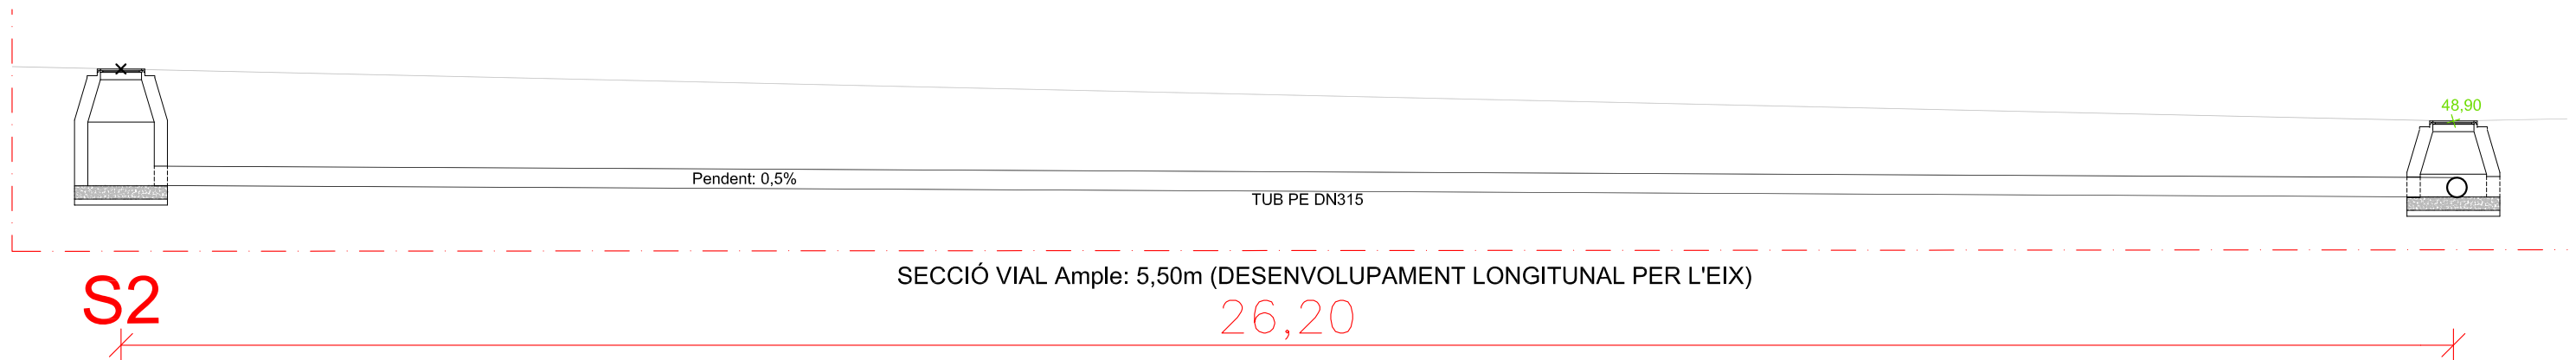 48,90
Pendent: 0,5%
TUB PE DN315
SECCIÓ VIAL Ample: 5,50m (DESENVOLUPAMENT LONGITUNAL PER L'EIX)
S2
26,20